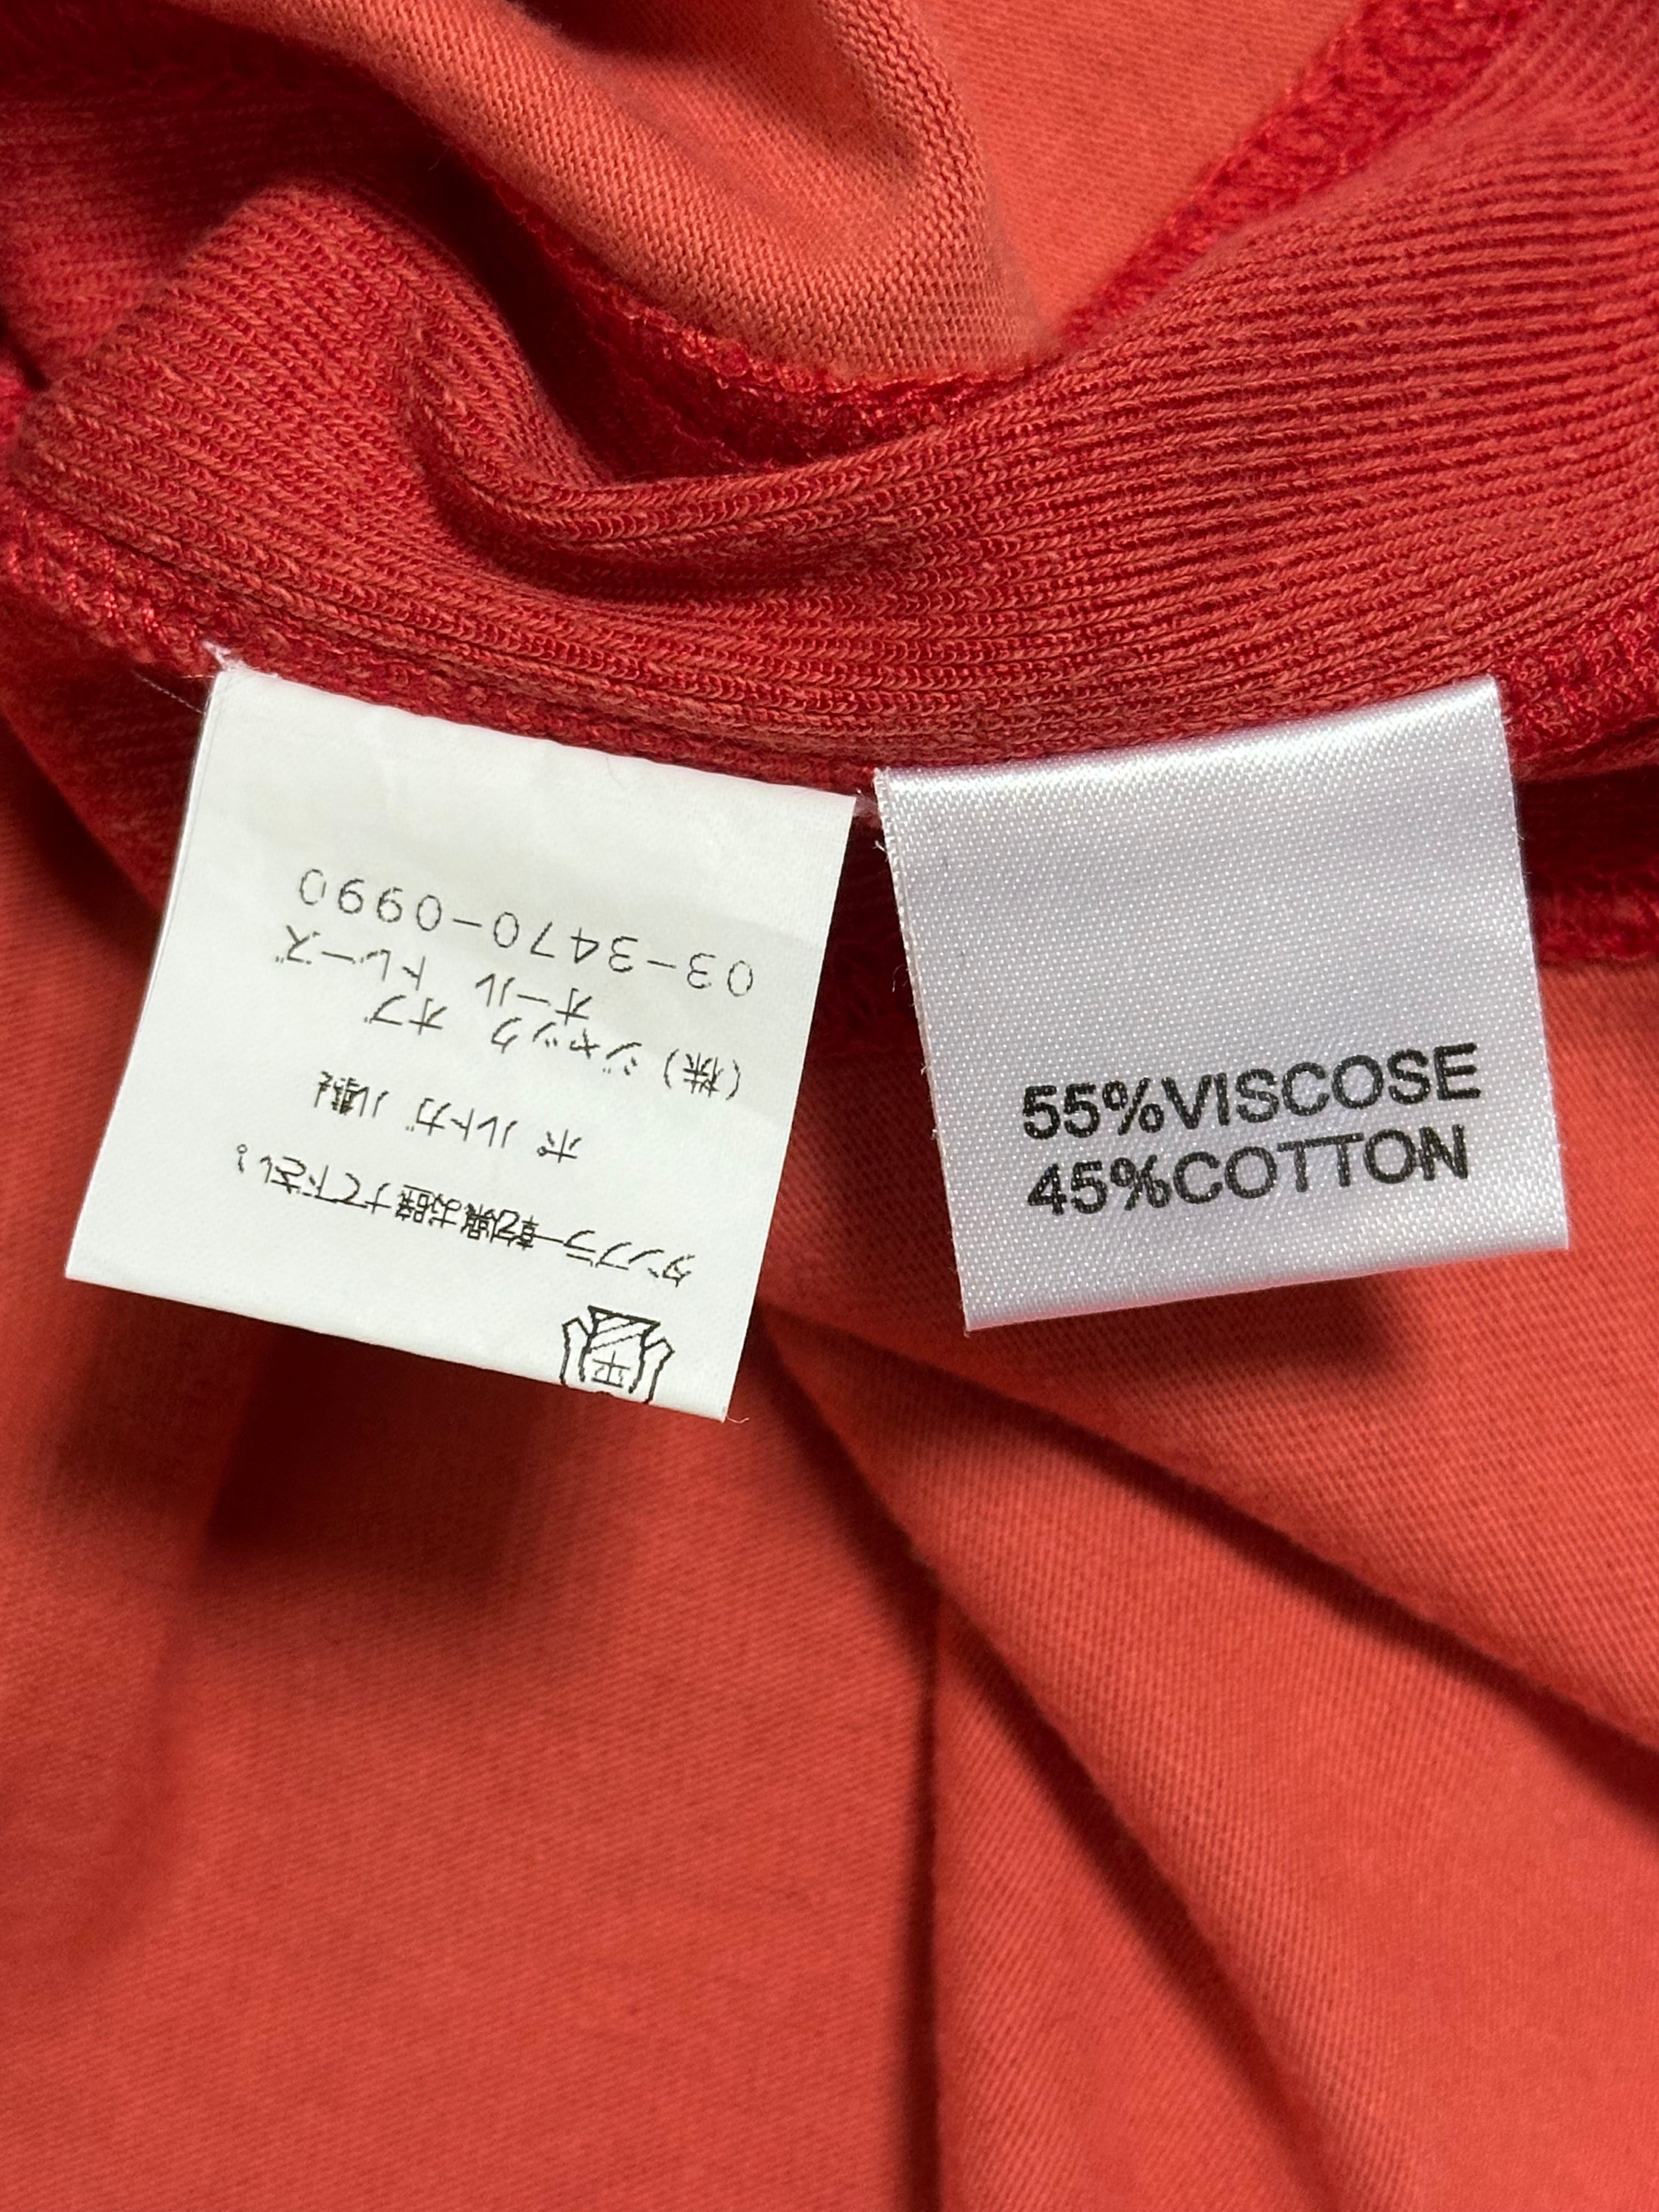 平
タンブラー乾燥お避けて下さい。
ポルトガル製
(株)ジャック オブ
オール トレーズ
03-3470-0990
55%VISCOSE
45%COTTON